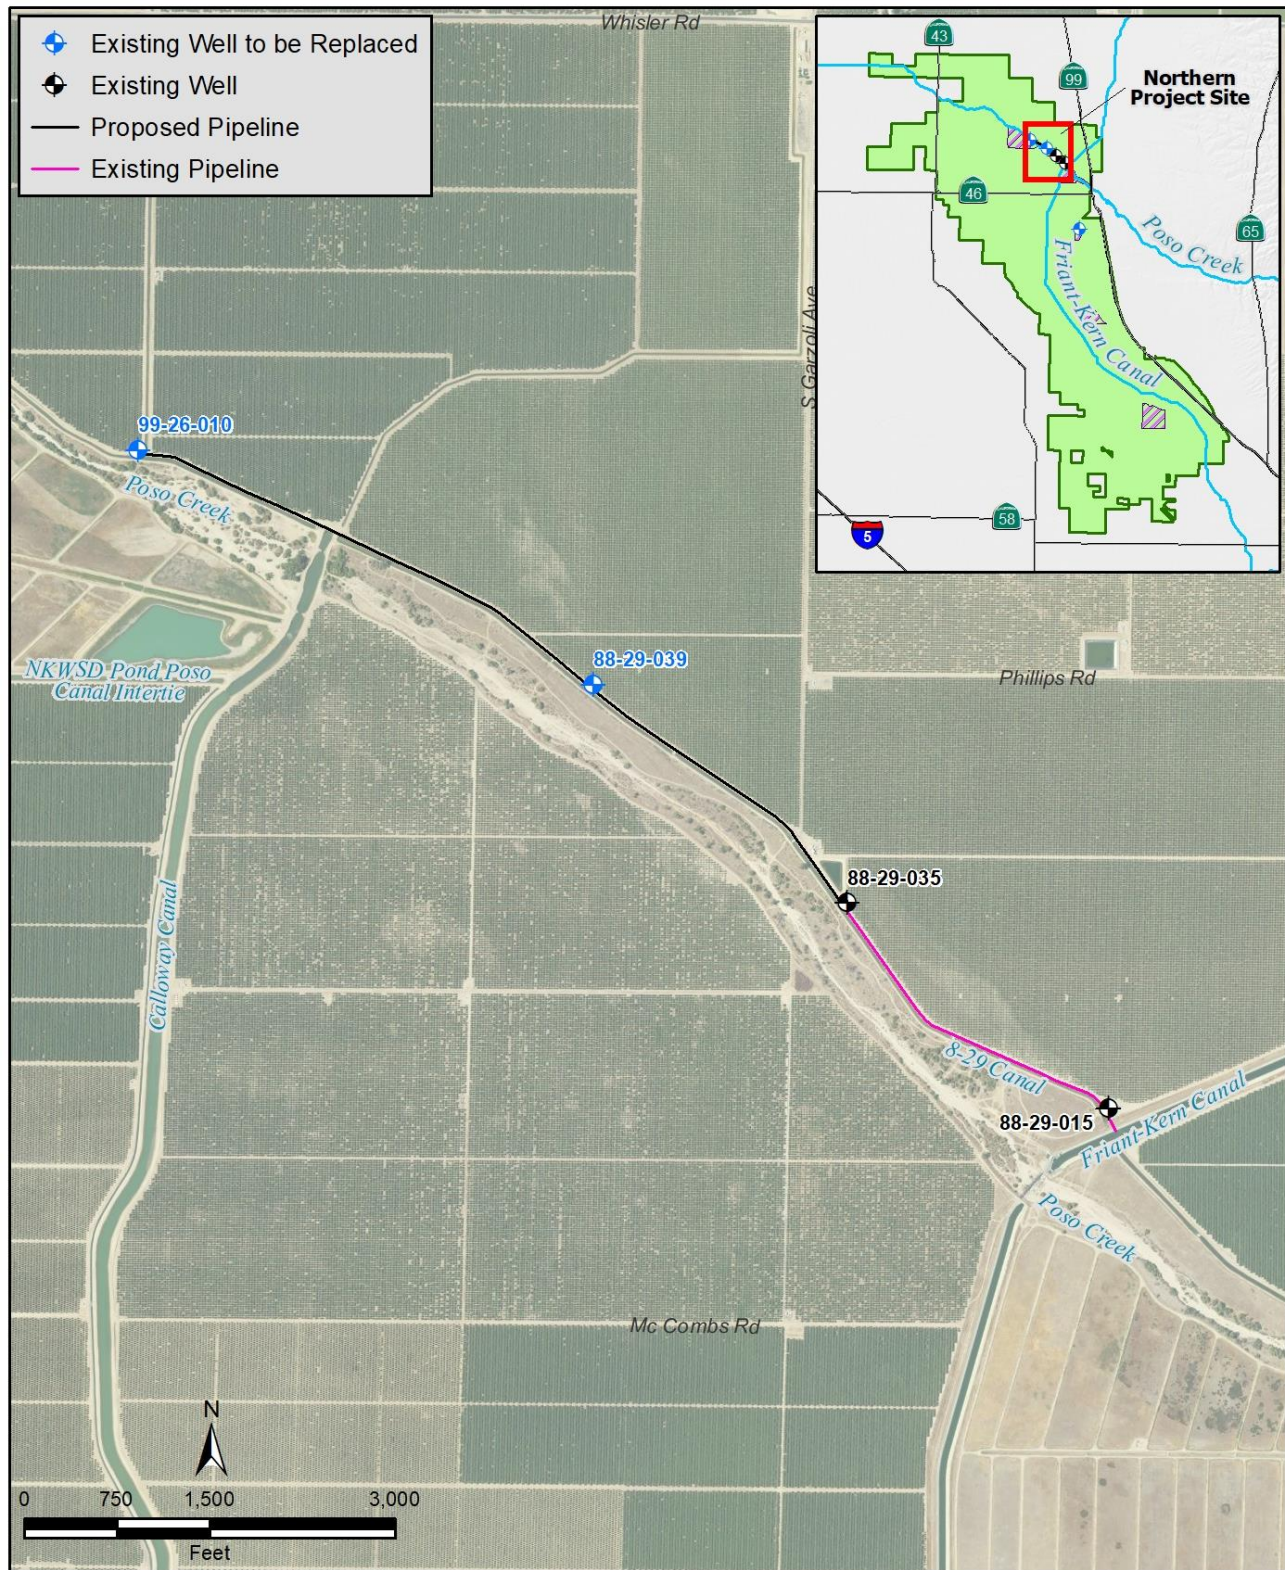 Whisler Rd
Existing Well to be Replaced
Existing Well
Proposed Pipeline
Existing Pipeline
43
99
Northern
Project Site
46
65
Poso Creek
Friant-Kern Canal
58
5
S Garzoli Ave
99-26-010
Poso Creek
88-29-039
NKWSD Pond Poso
Canal Intertie
Phillips Rd
88-29-035
Calloway Canal
8-29 Canal
88-29-015
Friant-Kern Canal
Poso Creek
Mc Combs Rd
N
0 750 1,500 3,000
Feet